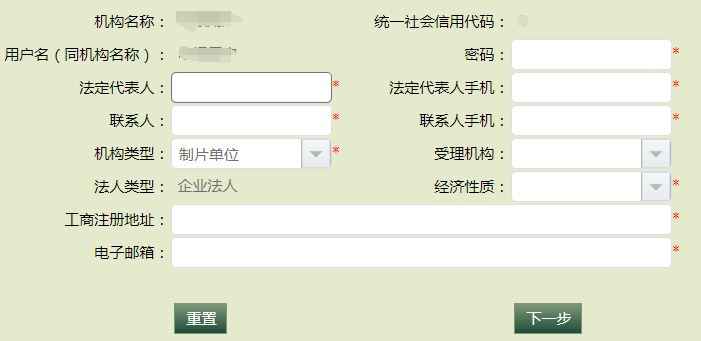 机构名称： 统一社会信用代码：
用户名（同机构名称）： 密码： *
法定代表人： * 法定代表人手机： *
联系人： * 联系人手机： *
机构类型： 制片单位 * 受理机构：
法人类型： 企业法人 经济性质： *
工商注册地址： *
电子邮箱： *
重置 下一步